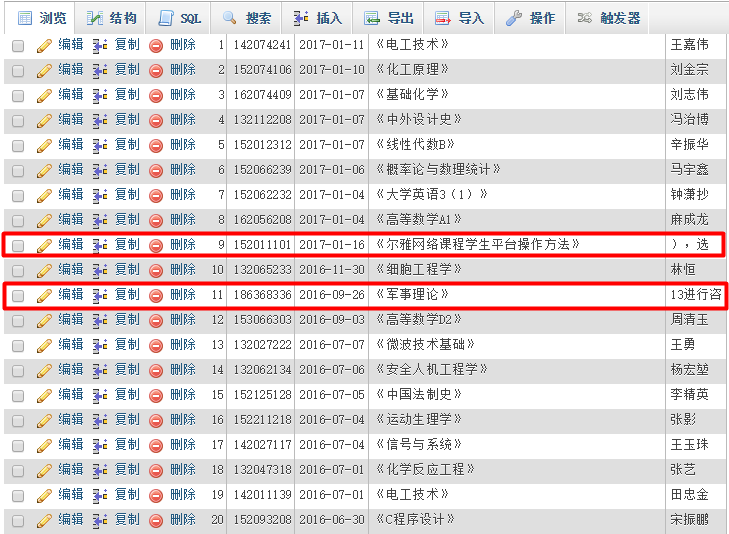 浏览 结构 SQL 搜索 插入 导出 导入 操作 触发器
编辑 复制 删除 1 142074241 2017-01-11 《电工技术》 王嘉伟
编辑 复制 删除 2 152074106 2017-01-10 《化工原理》 刘金宗
编辑 复制 删除 3 162074409 2017-01-07 《基础化学》 刘志伟
编辑 复制 删除 4 132112208 2017-01-07 《中外设计史》 冯治博
编辑 复制 删除 5 152012312 2017-01-07 《线性代数B》 辛振华
编辑 复制 删除 6 152066239 2017-01-06 《概率论与数理统计》 马宇鑫
编辑 复制 删除 7 152062232 2017-01-04 《大学英语3（1）》 钟萧抄
编辑 复制 删除 8 162056208 2017-01-04 《高等数学A1》 麻成龙
编辑 复制 删除 9 152011101 2017-01-16 《尔雅网络课程学生平台操作方法》 ），选
编辑 复制 删除 10 132065233 2016-11-30 《细胞工程学》 林恒
编辑 复制 删除 11 186368336 2016-09-26 《军事理论》 13进行咨
编辑 复制 删除 12 153066303 2016-09-03 《高等数学D2》 周清玉
编辑 复制 删除 13 132027222 2016-07-07 《微波技术基础》 王勇
编辑 复制 删除 14 132062134 2016-07-06 《安全人机工程学》 杨宏堃
编辑 复制 删除 15 152125128 2016-07-05 《中国法制史》 李精英
编辑 复制 删除 16 152211218 2016-07-04 《运动生理学》 张影
编辑 复制 删除 17 142027117 2016-07-04 《信号与系统》 王玉珠
编辑 复制 删除 18 132047318 2016-07-01 《化学反应工程》 张艺
编辑 复制 删除 19 142011139 2016-07-01 《电工技术》 田忠金
编辑 复制 删除 20 152093208 2016-06-30 《C程序设计》 宋振鹏